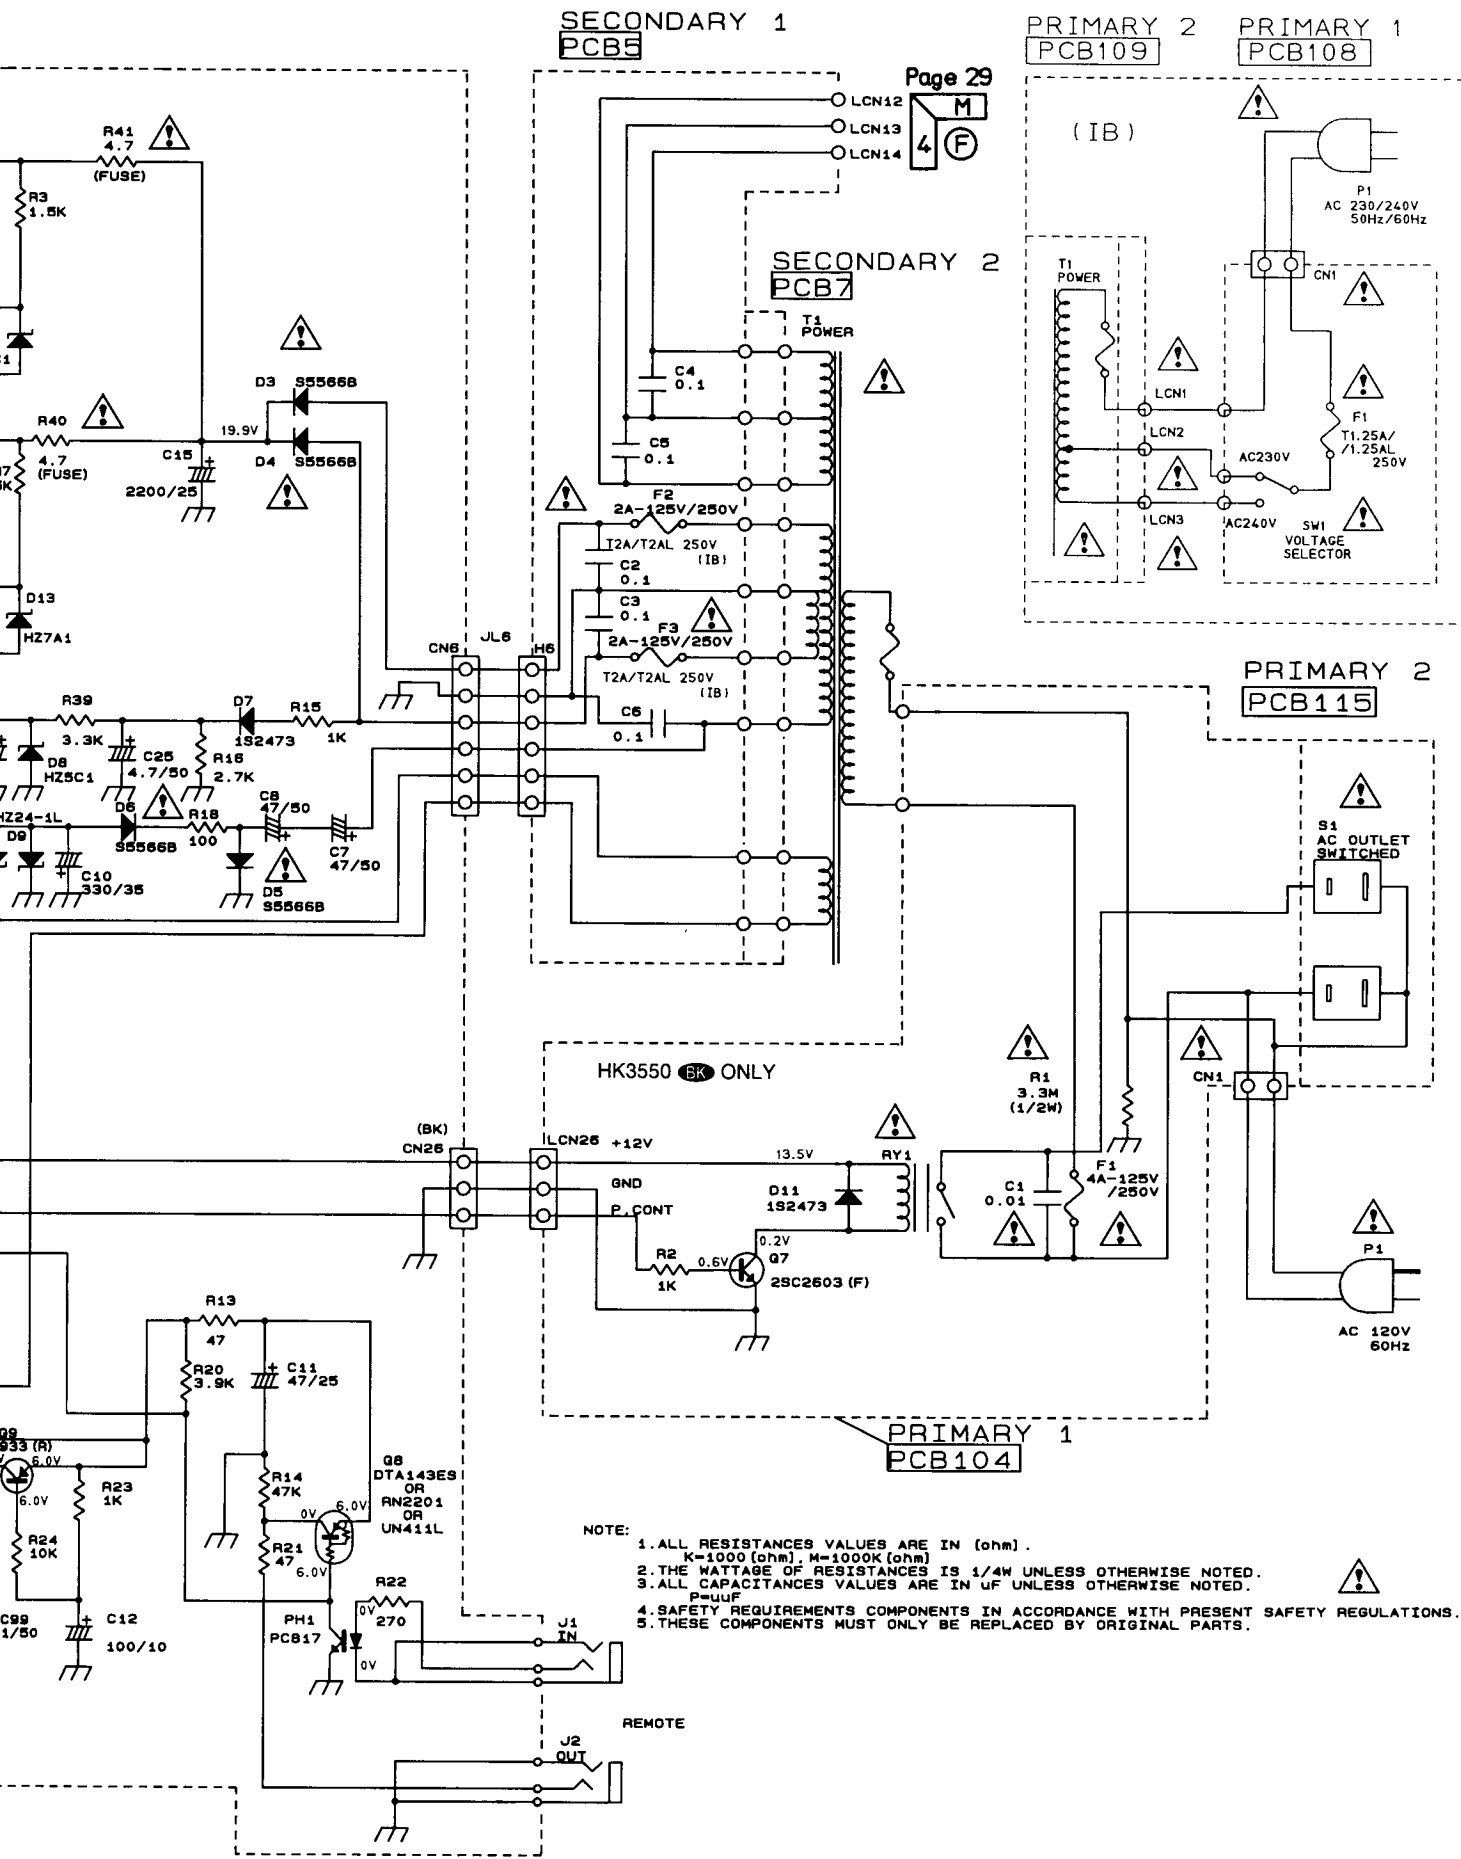 SECONDARY 1
PCB5
PRIMARY 2
PCB109
PRIMARY 1
PCB108
Page 29
LCN12
LCN13
LCN14
M
4
F
(IB)
P1
AC 230/240V
50Hz/60Hz
R41
4.7
(FUSE)
R3
1.5K
SECONDARY 2
PCB7
T1
POWER
T1
POWER
CN1
LCN1
LCN2
LCN3
F1
T1.25A/
/1.25AL
250V
AC230V
AC240V
SW1
VOLTAGE
SELECTOR
D3 S5566B
19.9V
D4 S5566B
R40
4.7
(FUSE)
C15
2200/25
C4
0.1
C5
0.1
F2
2A-125V/250V
T2A/T2AL 250V
(IB)
C2
0.1
C3
0.1
F3
2A-125V/250V
T2A/T2AL 250V
(IB)
D13
HZ7A1
CN6
JL6
H6
C6
0.1
R39
3.3K
D7
1S2473
R15
1K
D8
HZ5C1
C25
4.7/50
R16
2.7K
HZ24-1L
D9
D6
S5566B
R18
100
C8
47/50
C7
47/50
C10
330/35
D5
S5566B
PRIMARY 2
PCB115
S1
AC OUTLET
SWITCHED
HK3550 BK ONLY
R1
3.3M
(1/2W)
CN1
(BK)
CN26
LCN26 +12V
GND
P.CONT
13.5V
RY1
D11
1S2473
C1
0.01
F1
4A-125V
/250V
R2
1K
0.6V
0.2V
Q7
2SC2603(F)
P1
AC 120V
60Hz
R13
47
R20
3.9K
C11
47/25
PRIMARY 1
PCB104
933(R)
6.0V
6.0V
R23
1K
R24
10K
R14
47K
Q8
DTA143ES
OR
RN2201
OR
UN411L
0V
6.0V
R21
47
6.0V
C99
1/50
C12
100/10
PH1
PC817
0V
R22
270
0V
J1
IN
REMOTE
J2
OUT
NOTE:
1.ALL RESISTANCES VALUES ARE IN (ohm).
K=1000(ohm), M=1000K(ohm)
2.THE WATTAGE OF RESISTANCES IS 1/4W UNLESS OTHERWISE NOTED.
3.ALL CAPACITANCES VALUES ARE IN uF UNLESS OTHERWISE NOTED.
P=uuF
4.SAFETY REQUIREMENTS COMPONENTS IN ACCORDANCE WITH PRESENT SAFETY REGULATIONS.
5.THESE COMPONENTS MUST ONLY BE REPLACED BY ORIGINAL PARTS.